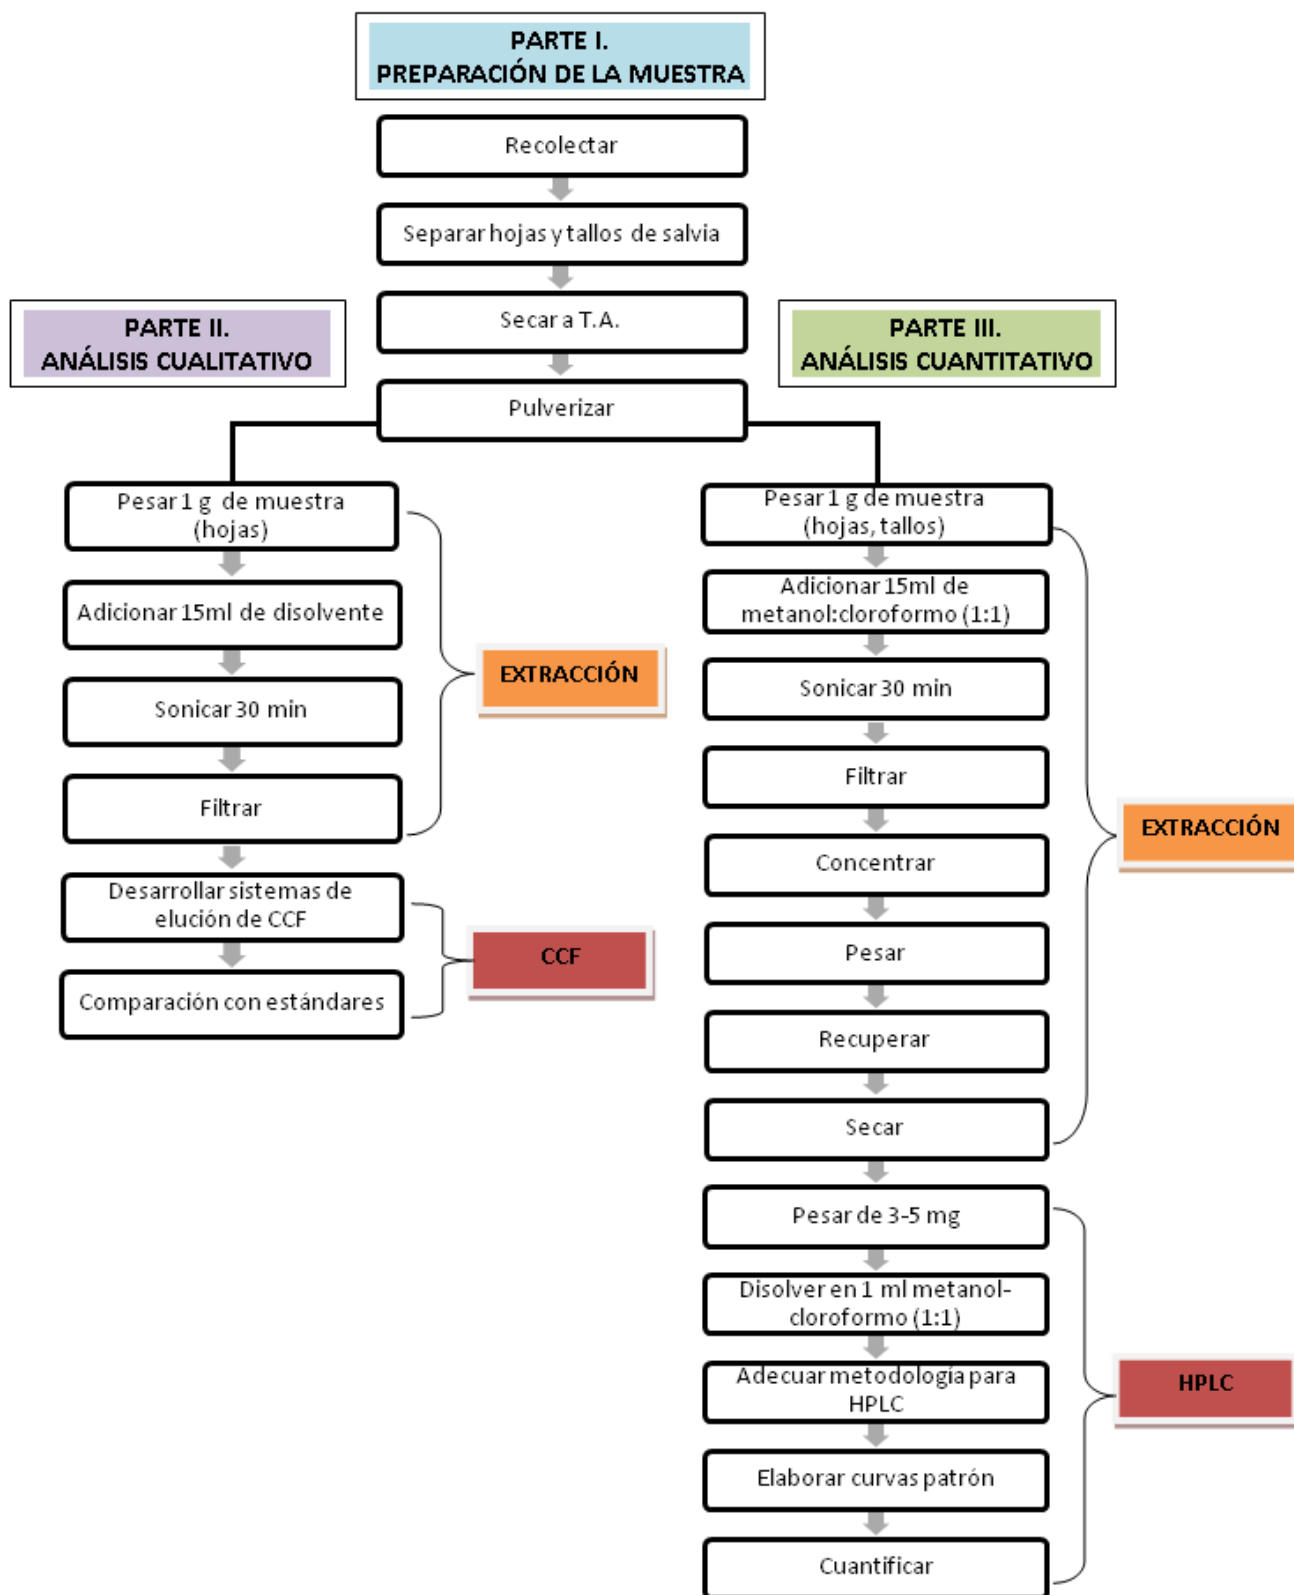 PARTE I.
PREPARACIÓN DE LA MUESTRA
Recolectar
Separar hojas y tallos de salvia
Secar a T.A.
Pulverizar
PARTE II.
ANÁLISIS CUALITATIVO
Pesar 1 g de muestra
(hojas)
Adicionar 15ml de disolvente
Sonicar 30 min
Filtrar
EXTRACCIÓN
Desarrollar sistemas de
elución de CCF
Comparación con estándares
CCF
PARTE III.
ANÁLISIS CUANTITATIVO
Pesar 1 g de muestra
(hojas, tallos)
Adicionar 15ml de
metanol:cloroformo (1:1)
Sonicar 30 min
Filtrar
Concentrar
Pesar
Recuperar
Secar
EXTRACCIÓN
Pesar de 3-5 mg
Disolver en 1 ml metanol-
cloroformo (1:1)
Adecuar metodología para
HPLC
Elaborar curvas patrón
Cuantificar
HPLC